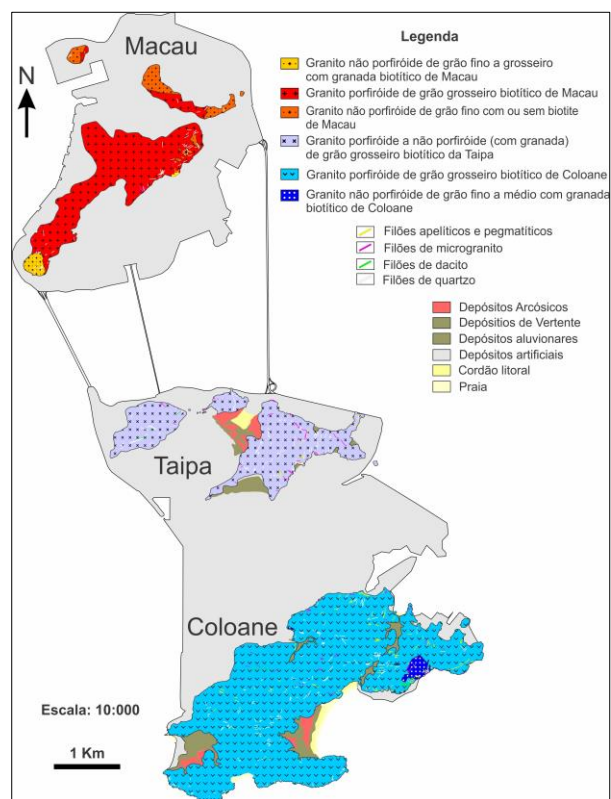 Macau
N
Legenda
Granito não porfiróide de grão fino a grosseiro
com granada biotítico de Macau
Granito porfiróide de grão grosseiro biotítico de Macau
Granito não porfiróide de grão fino com ou sem biotite
de Macau
Granito porfiróide a não porfiróide (com granada)
de grão grosseiro biotítico da Taipa
Granito porfiróide de grão grosseiro biotítico de Coloane
Granito não porfiróide de grão fino a médio com granada
biotítico de Coloane
Filões apelíticos e pegmatíticos
Filões de microgranito
Filões de dacito
Filões de quartzo
Depósitos Arcósicos
Depósitios de Vertente
Depósitos aluvionares
Depósitos artificiais
Cordão litoral
Praia
Taipa
Coloane
Escala: 10:000
1 Km